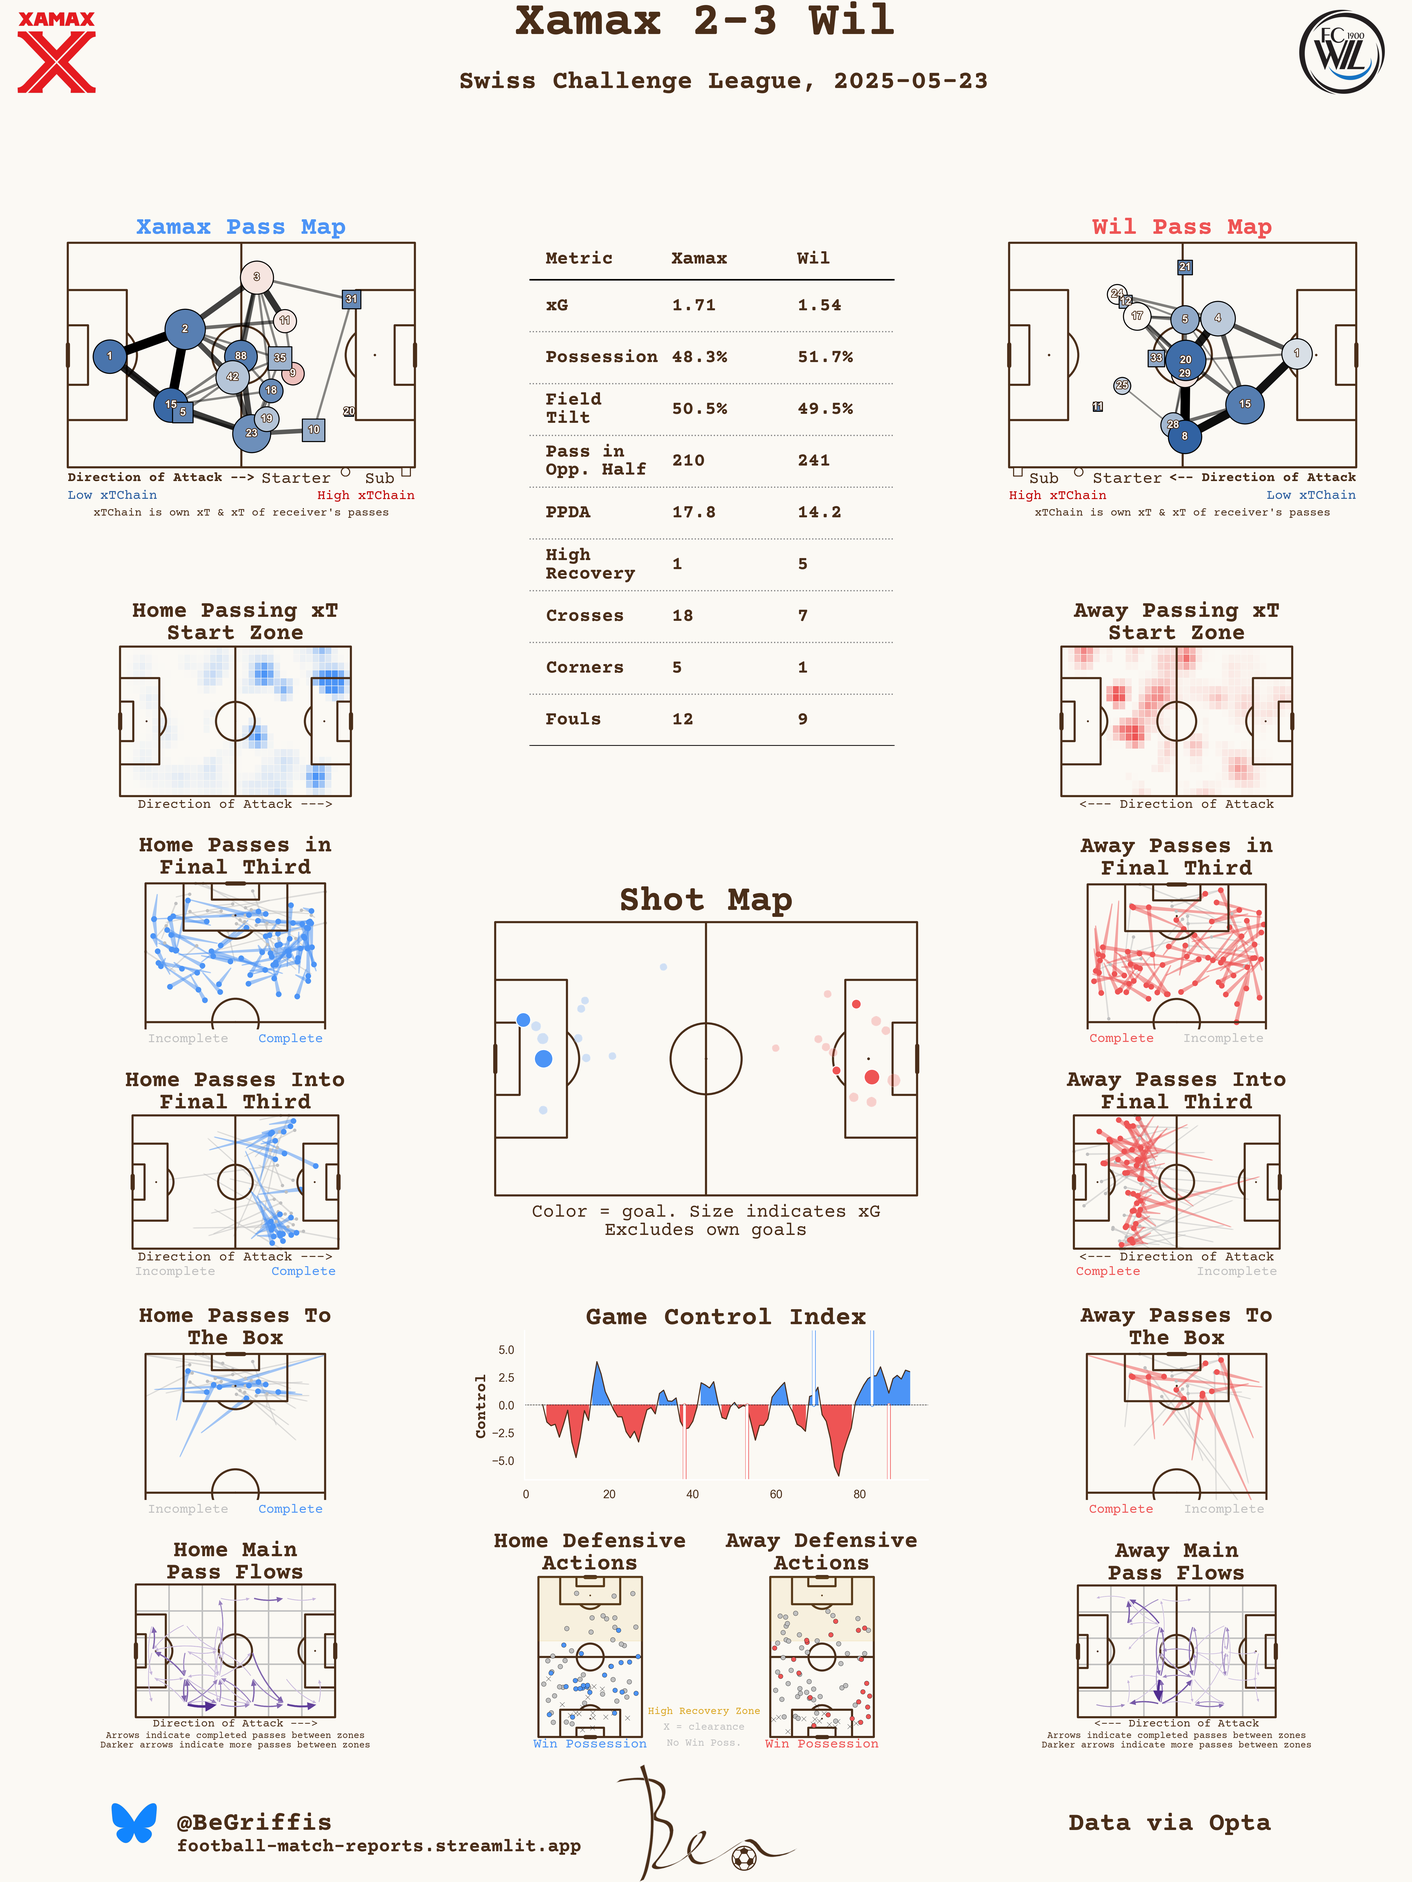 Xamax 2-3 Wil
Swiss Challenge League, 2025-05-23
XAMAX
FC 1900
WIL
Xamax Pass Map
1
2
15
5
3
11
88
35
42
9
18
19
23
10
31
20
Direction of Attack --> Starter Sub
Low xTChain High xTChain
xTChain is own xT & xT of receiver's passes
Metric Xamax Wil
xG 1.71 1.54
Possession 48.3% 51.7%
Field
Tilt 50.5% 49.5%
Pass in
Opp. Half 210 241
PPDA 17.8 14.2
High
Recovery 1 5
Crosses 18 7
Corners 5 1
Fouls 12 9
Wil Pass Map
21
24
12
17
5
4
33
20
29
1
25
11
28
8
15
Sub Starter <-- Direction of Attack
High xTChain Low xTChain
xTChain is own xT & xT of receiver's passes
Home Passing xT
Start Zone
Direction of Attack --->
Away Passing xT
Start Zone
<--- Direction of Attack
Home Passes in
Final Third
Incomplete Complete
Away Passes in
Final Third
Complete Incomplete
Shot Map
Color = goal. Size indicates xG
Excludes own goals
Home Passes Into
Final Third
Direction of Attack --->
Incomplete Complete
Away Passes Into
Final Third
<--- Direction of Attack
Complete Incomplete
Home Passes To
The Box
Incomplete Complete
Game Control Index
Control
5.0
2.5
0.0
−2.5
−5.0
0 20 40 60 80
Away Passes To
The Box
Complete Incomplete
Home Main
Pass Flows
Direction of Attack --->
Arrows indicate completed passes between zones
Darker arrows indicate more passes between zones
Home Defensive
Actions
Win Possession
Away Defensive
Actions
Win Possession
High Recovery Zone
X = clearance
No Win Poss.
Away Main
Pass Flows
<--- Direction of Attack
Arrows indicate completed passes between zones
Darker arrows indicate more passes between zones
@BeGriffis
football-match-reports.streamlit.app
Ben
Data via Opta